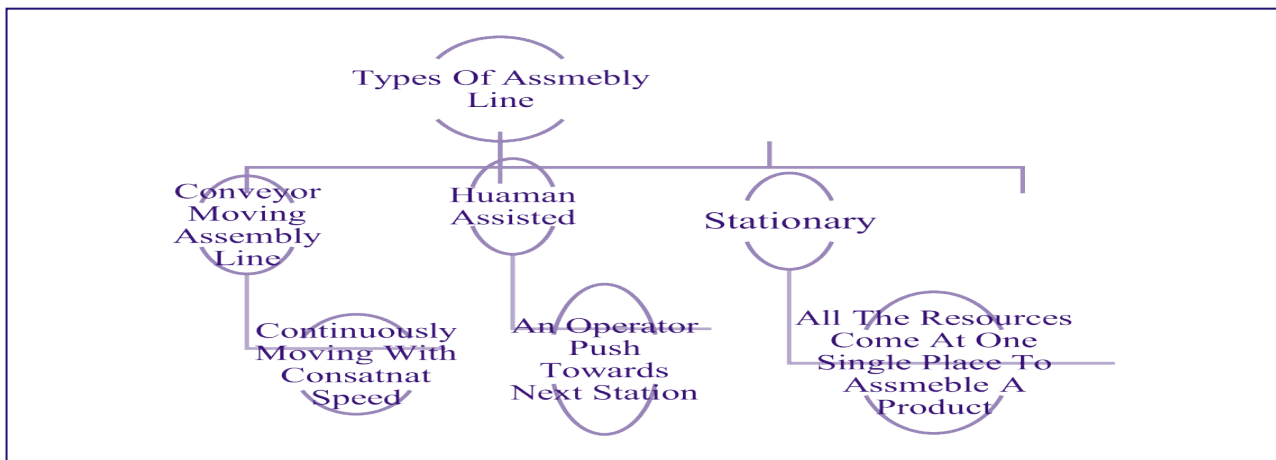 Types Of Assmebly
Line
Conveyor
Moving
Assembly
Line
Huaman
Assisted
Stationary
Continuously
Moving With
Consatnat
Speed
An Operator
Push
Towards
Next Station
All The Resources
Come At One
Single Place To
Assmeble A
Product